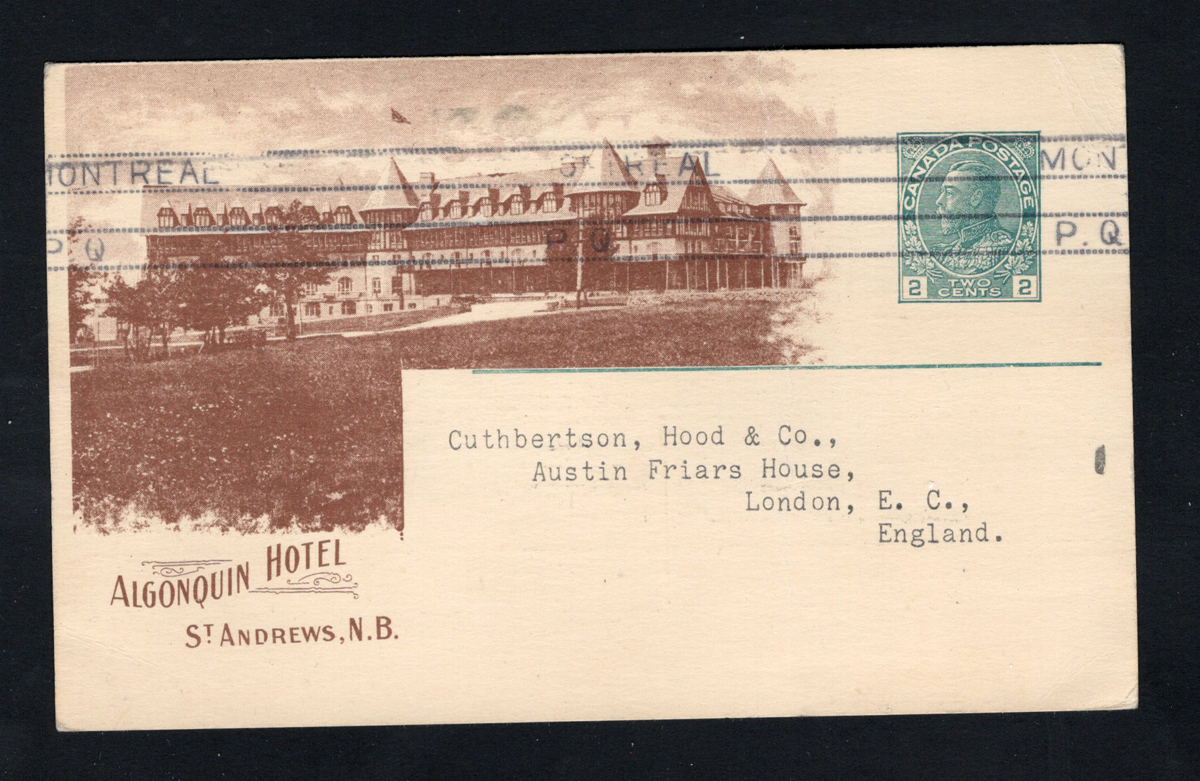 MONTREAL
MONTREAL
MON
P.Q
P.Q.
P.Q.
CANADA POSTAGE
2 TWO CENTS 2
Cuthbertson, Hood & Co.,
Austin Friars House,
London, E. C.,
England.
ALGONQUIN HOTEL
ST ANDREWS, N.B.